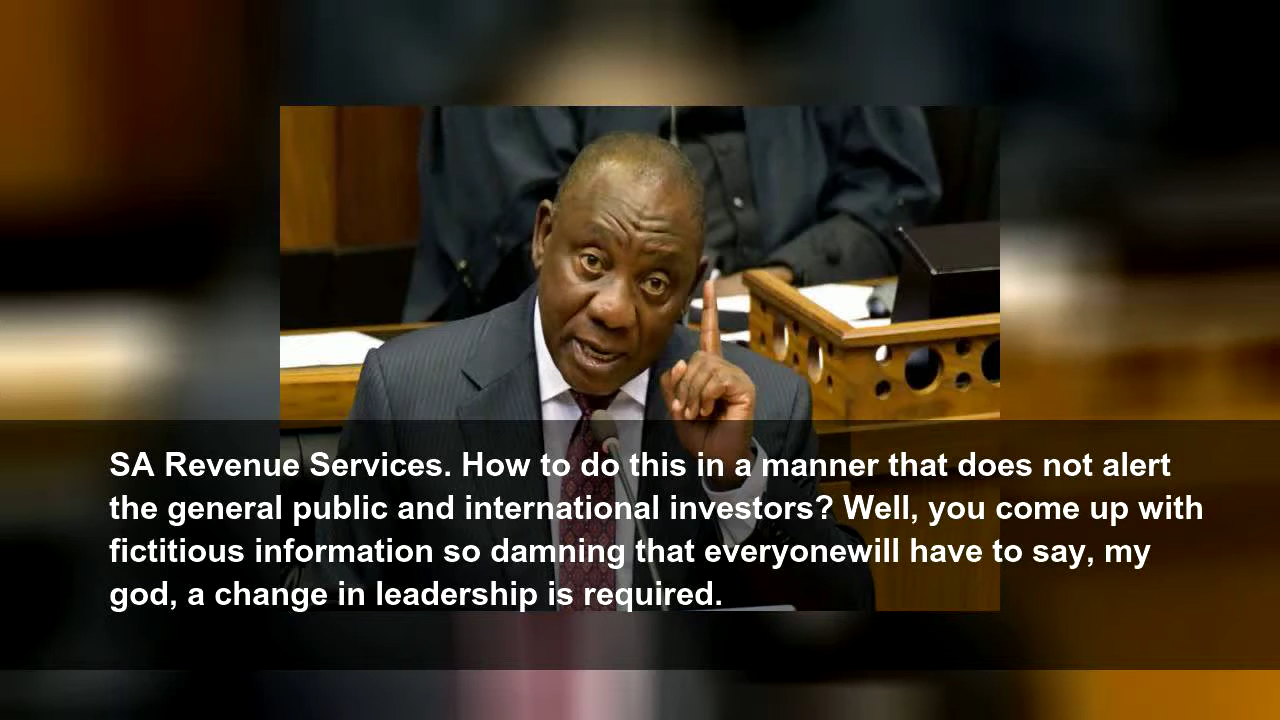 SA Revenue Services. How to do this in a manner that does not alert
the general public and international investors? Well, you come up with
fictitious information so damning that everyonewill have to say, my
god, a change in leadership is required.